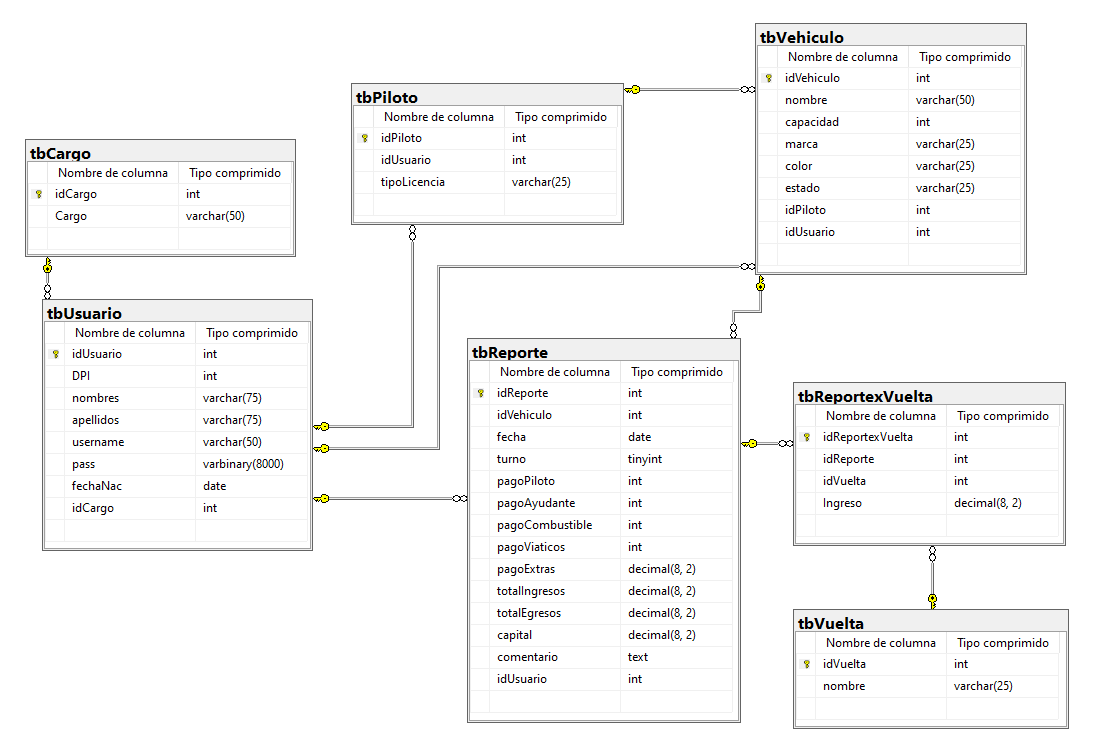 tbCargo
Nombre de columna Tipo comprimido
idCargo int
Cargo varchar(50)
tbPiloto
Nombre de columna Tipo comprimido
idPiloto int
idUsuario int
tipoLicencia varchar(25)
tbVehiculo
Nombre de columna Tipo comprimido
idVehiculo int
nombre varchar(50)
capacidad int
marca varchar(25)
color varchar(25)
estado varchar(25)
idPiloto int
idUsuario int
tbUsuario
Nombre de columna Tipo comprimido
idUsuario int
DPI int
nombres varchar(75)
apellidos varchar(75)
username varchar(50)
pass varbinary(8000)
fechaNac date
idCargo int
tbReporte
Nombre de columna Tipo comprimido
idReporte int
idVehiculo int
fecha date
turno tinyint
pagoPiloto int
pagoAyudante int
pagoCombustible int
pagoViaticos int
pagoExtras decimal(8, 2)
totalIngresos decimal(8, 2)
totalEgresos decimal(8, 2)
capital decimal(8, 2)
comentario text
idUsuario int
tbReportexVuelta
Nombre de columna Tipo comprimido
idReportexVuelta int
idReporte int
idVuelta int
Ingreso decimal(8, 2)
tbVuelta
Nombre de columna Tipo comprimido
idVuelta int
nombre varchar(25)